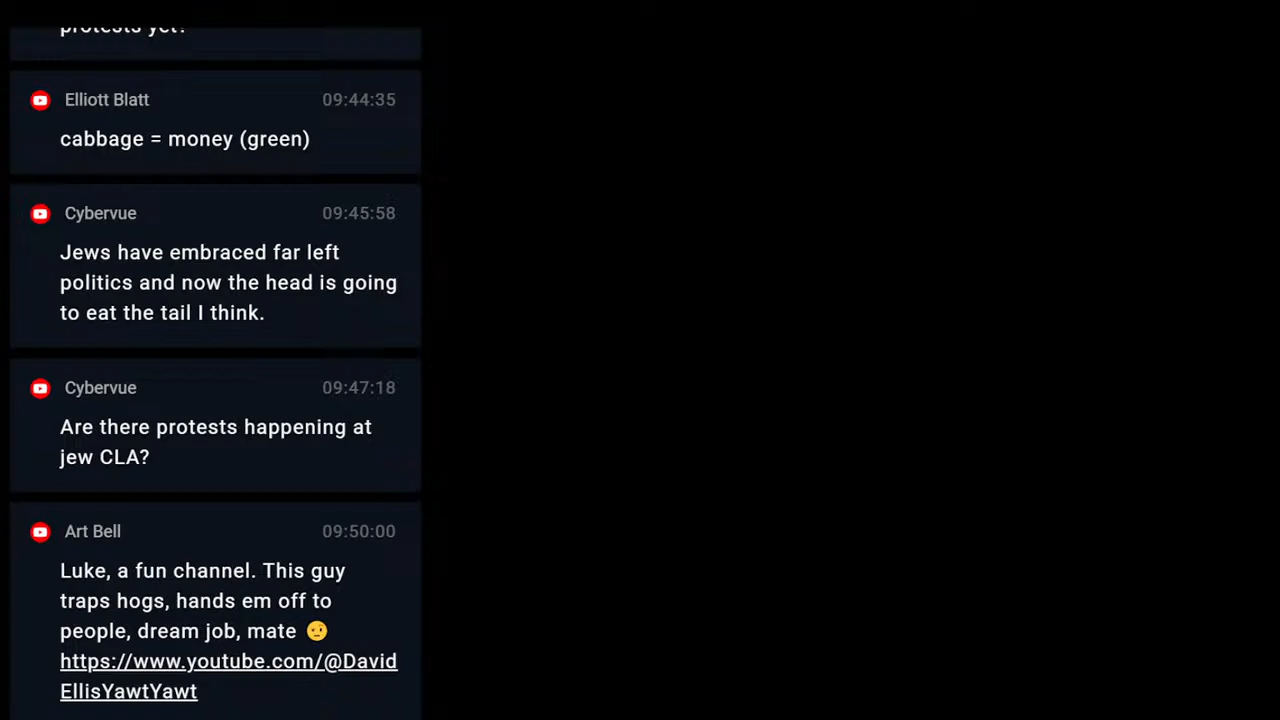 protests yet?
Elliott Blatt 09:44:35
cabbage = money (green)
Cybervue 09:45:58
Jews have embraced far left
politics and now the head is going
to eat the tail I think.
Cybervue 09:47:18
Are there protests happening at
jew CLA?
Art Bell 09:50:00
Luke, a fun channel. This guy
traps hogs, hands em off to
people, dream job, mate 🤨
https://www.youtube.com/@David
EllisYawtYawt